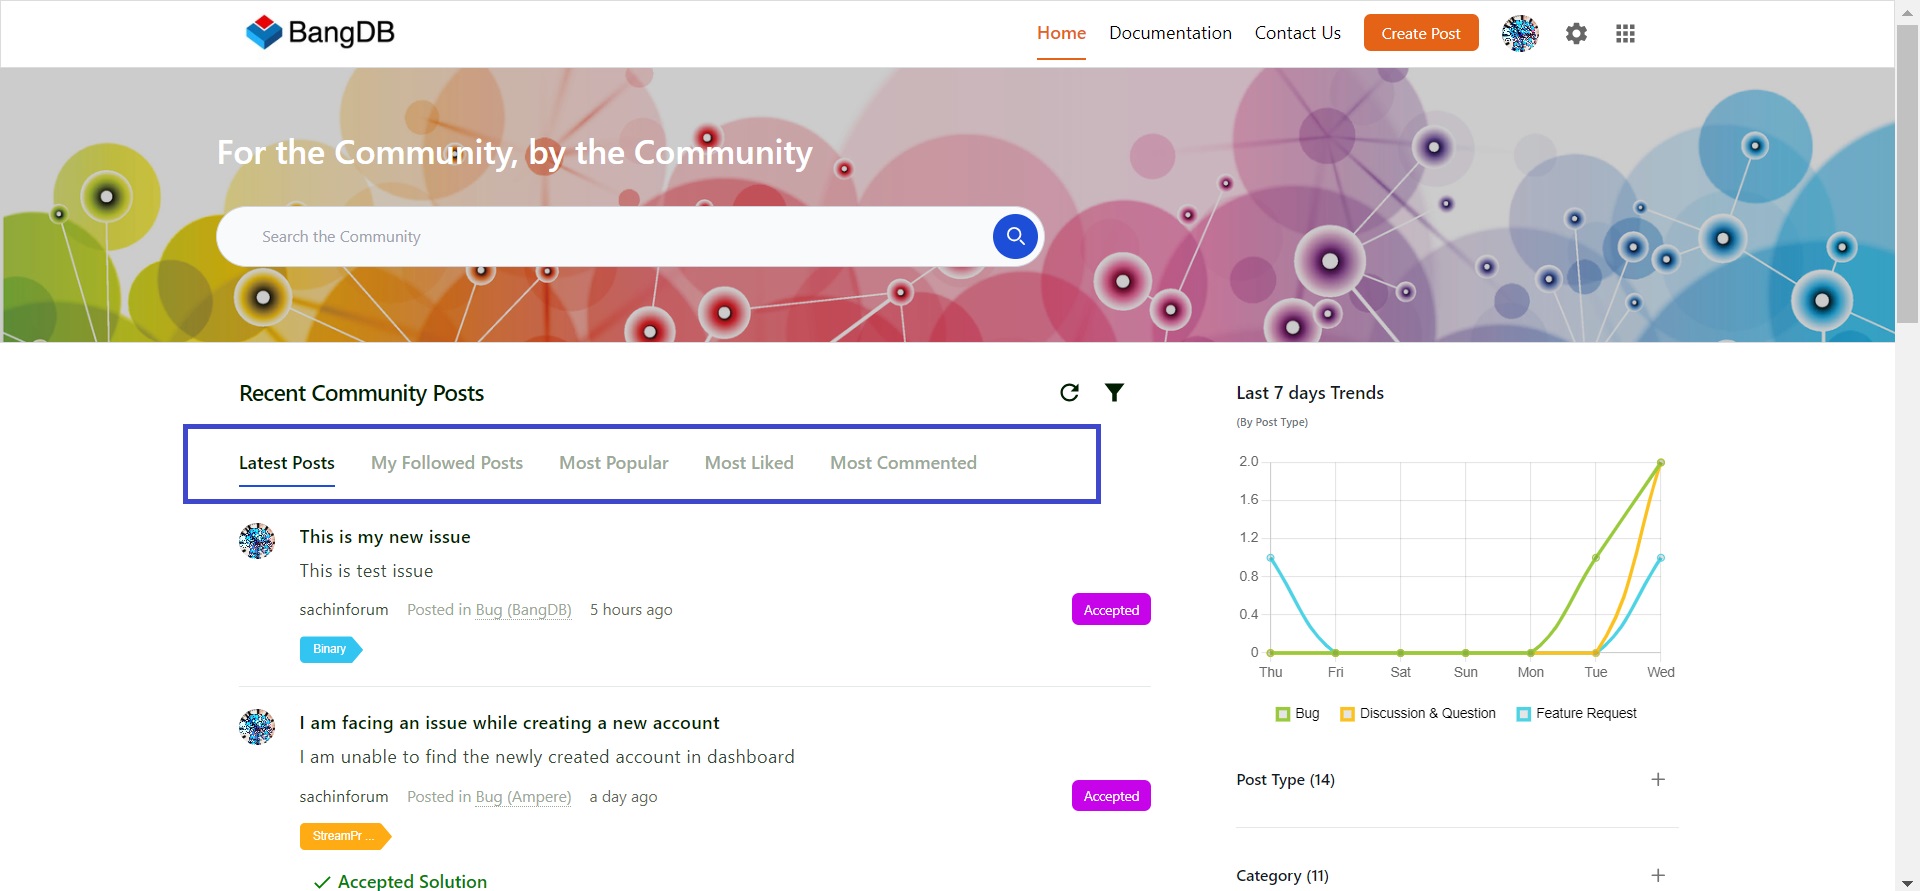 BangDB
Home Documentation Contact Us Create Post
For the Community, by the Community
Search the Community
Recent Community Posts
Latest Posts My Followed Posts Most Popular Most Liked Most Commented
This is my new issue
This is test issue
sachinforum Posted in Bug (BangDB) 5 hours ago
Accepted
Binary
I am facing an issue while creating a new account
I am unable to find the newly created account in dashboard
sachinforum Posted in Bug (Ampere) a day ago
Accepted
StreamPr ...
Accepted Solution
Last 7 days Trends
(By Post Type)
2.0
1.6
1.2
0.8
0.4
0
Thu Fri Sat Sun Mon Tue Wed
Bug Discussion & Question Feature Request
Post Type (14)
Category (11)